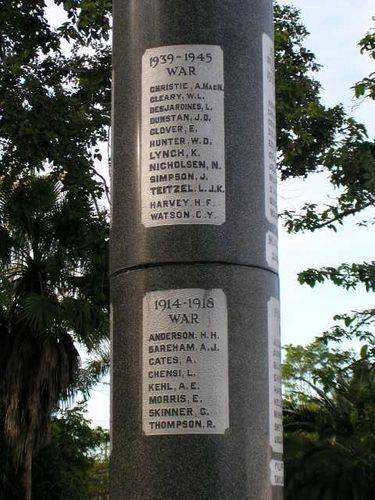 1939-1945
WAR
CHRISTIE, A. MacN.
CLEARY, W. L.
DESJARDINES, L.
DUNSTAN, J. D.
GLOVER, E.
HUNTER, W. D.
LYNCH, K.
NICHOLSEN, N.
SIMPSON, J.
TEITZEL, L. J. K.
HARVEY, H. F.
WATSON, C. Y.
1914-1918
WAR
ANDERSON, H. H.
BAREHAM, A. J.
CATES, A.
CHENSI, L.
KEHL, A. E.
MORRIS, E.
SKINNER, G.
THOMPSON, R.